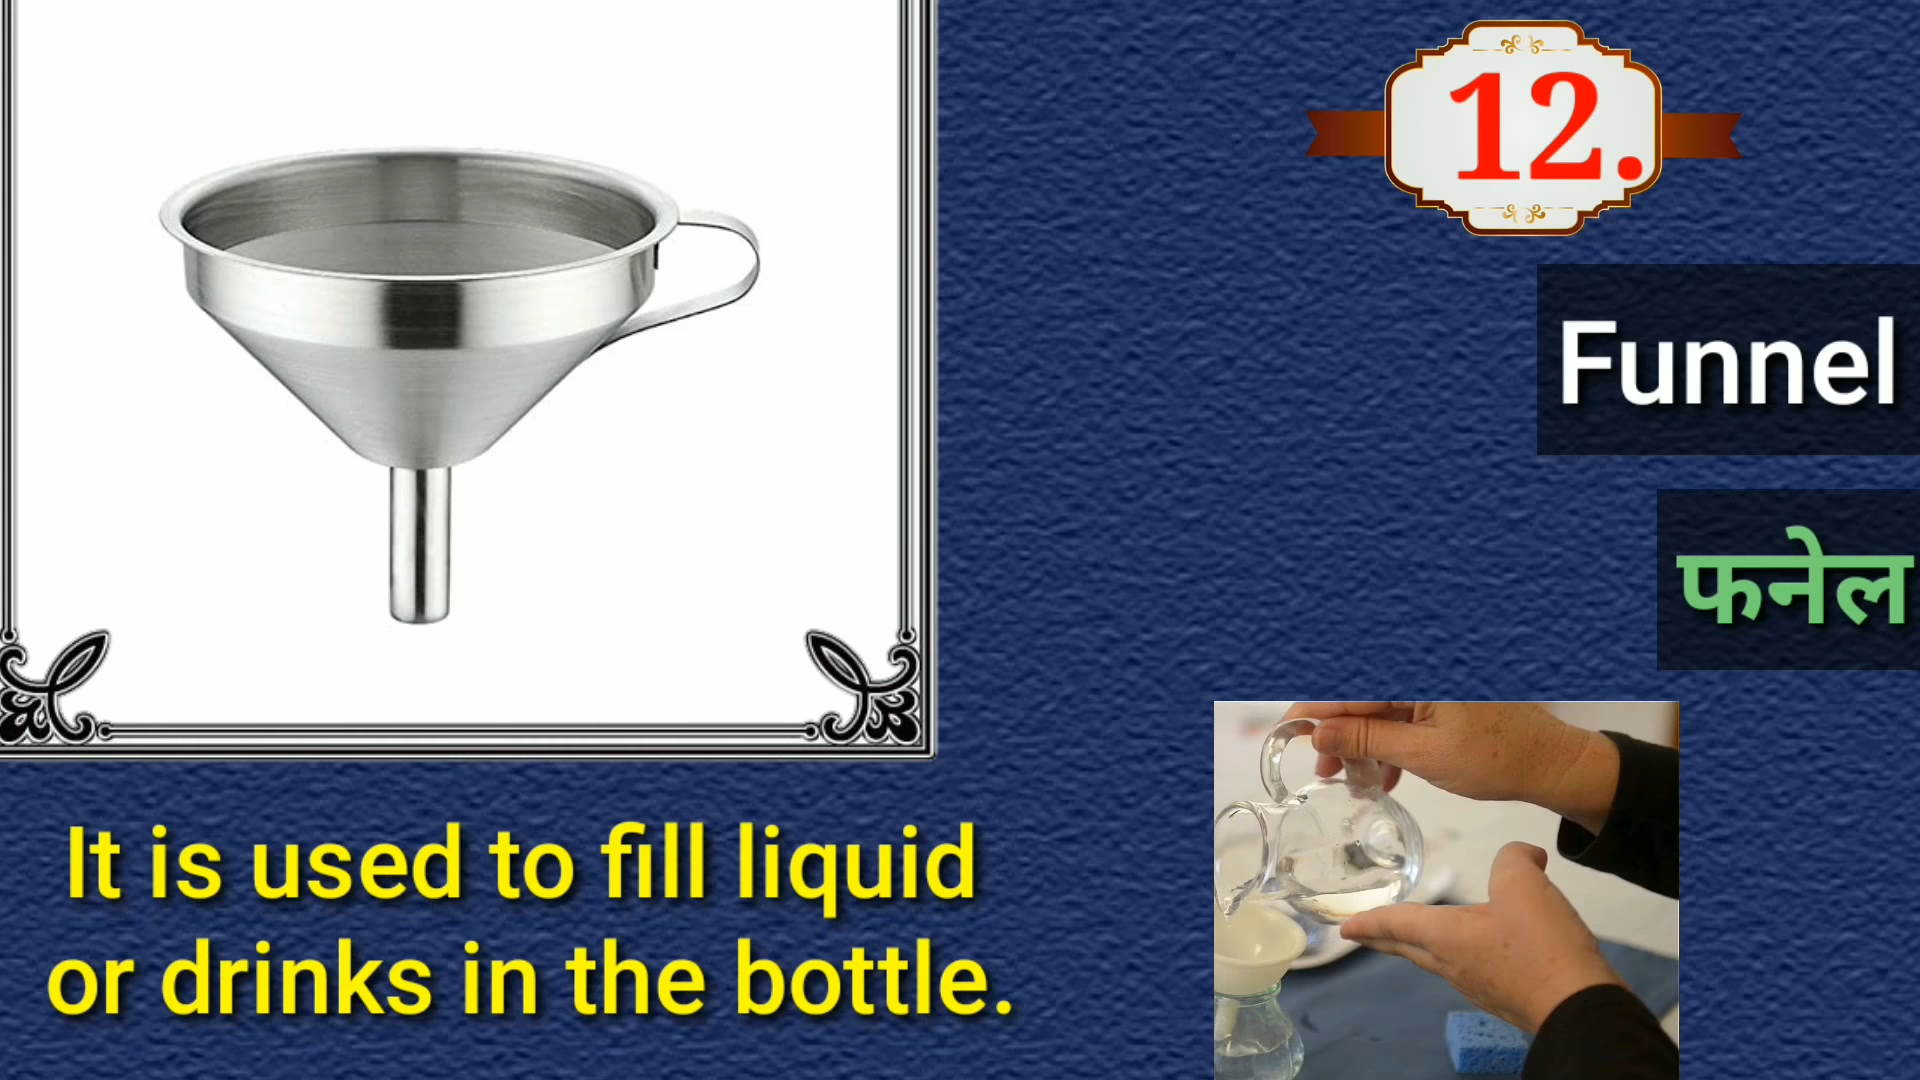 12.
Funnel
फनेल
It is used to fill liquid
or drinks in the bottle.